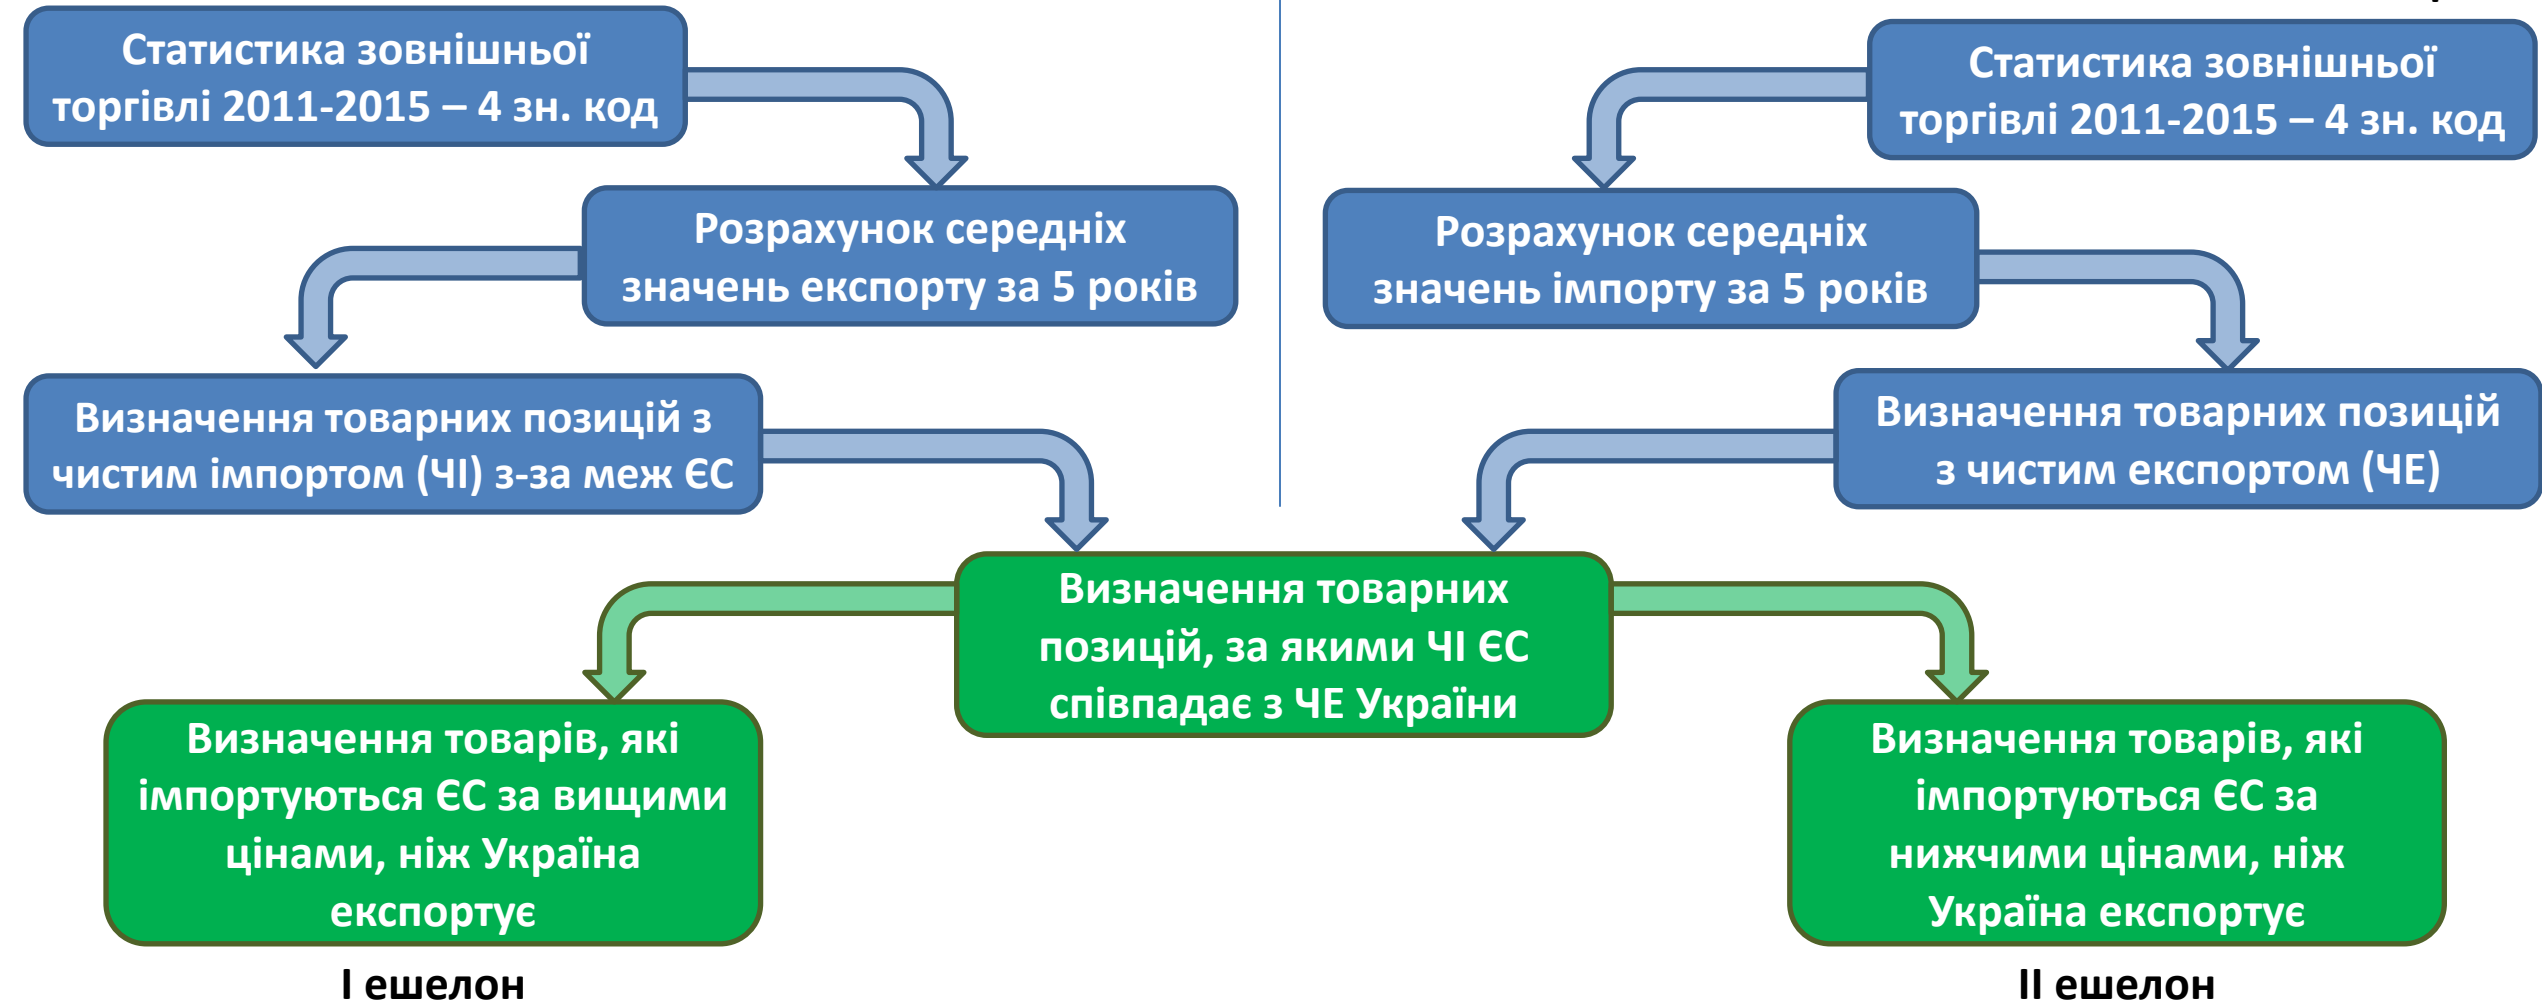 Статистика зовнішньої
торгівлі 2011-2015 – 4 зн. код
Статистика зовнішньої
торгівлі 2011-2015 – 4 зн. код
Розрахунок середніх
значень експорту за 5 років
Розрахунок середніх
значень імпорту за 5 років
Визначення товарних позицій з
чистим імпортом (ЧІ) з-за меж ЄС
Визначення товарних позицій
з чистим експортом (ЧЕ)
Визначення товарних
позицій, за якими ЧІ ЄС
співпадає з ЧЕ України
Визначення товарів, які
імпортуються ЄС за вищими
цінами, ніж Україна
експортує
Визначення товарів, які
імпортуються ЄС за
нижчими цінами, ніж
Україна експортує
І ешелон
ІІ ешелон